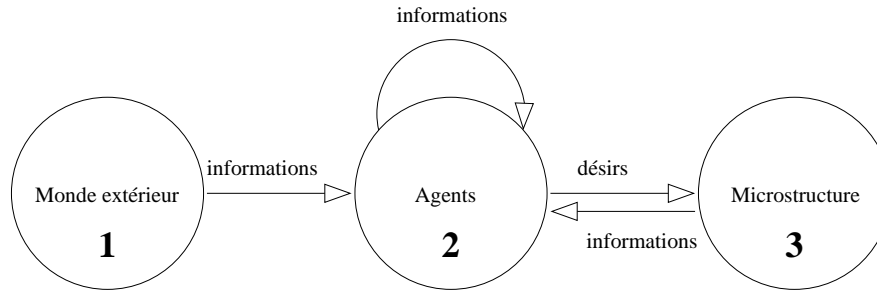 informations
informations
désirs
Monde extérieur
Agents
Microstructure
informations
1
2
3